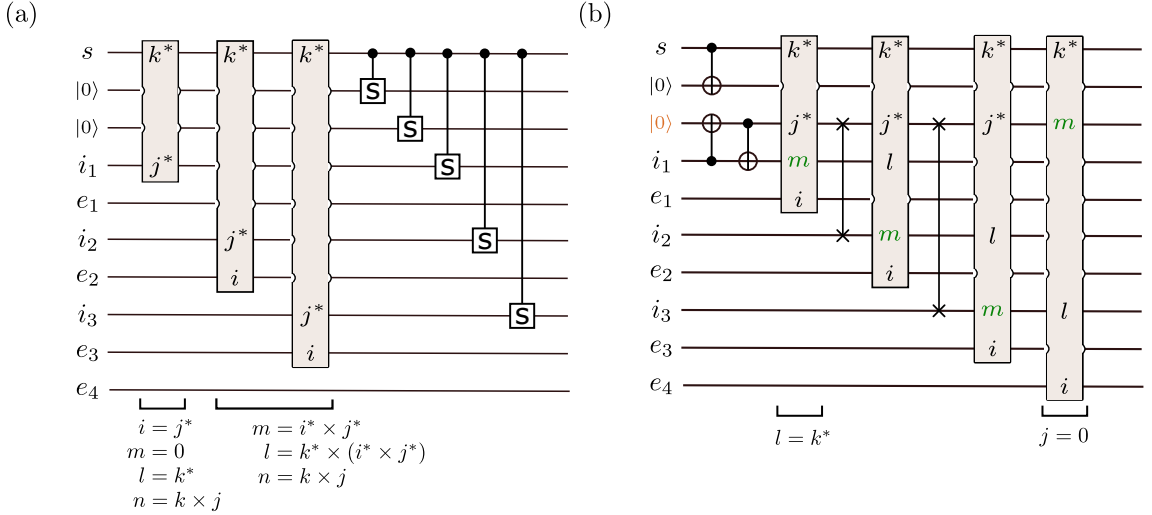 (a)
s k* k* k*
|0⟩ S
|0⟩ S
i₁ j* S
e₁
i₂ j* S
e₂ i
i₃ j* S
e₃ i
e₄
i = j*
m = 0
l = k*
n = k × j
m = i* × j*
l = k* × (i* × j*)
n = k × j
(b)
s k* k* k* k*
|0⟩
|0⟩ j* j* j* m
i₁ m l
e₁ i
i₂ m l
e₂ i
i₃ m l
e₃ i
e₄ i
l = k*
j = 0